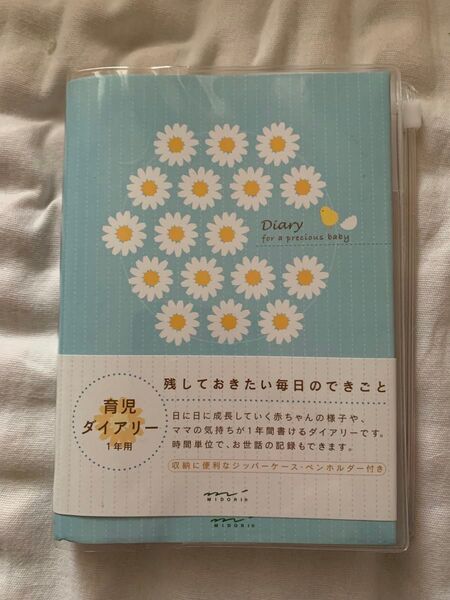 Diary
for a precious baby
残しておきたい毎日のできごと
育児
ダイアリー
1年用
日に日に成長していく赤ちゃんの様子や、
ママの気持ちが1年間書けるダイアリーです。
時間単位で、お世話の記録もできます。
収納に便利なジッパーケース・ペンホルダー付き
MIDORI
MIDORI